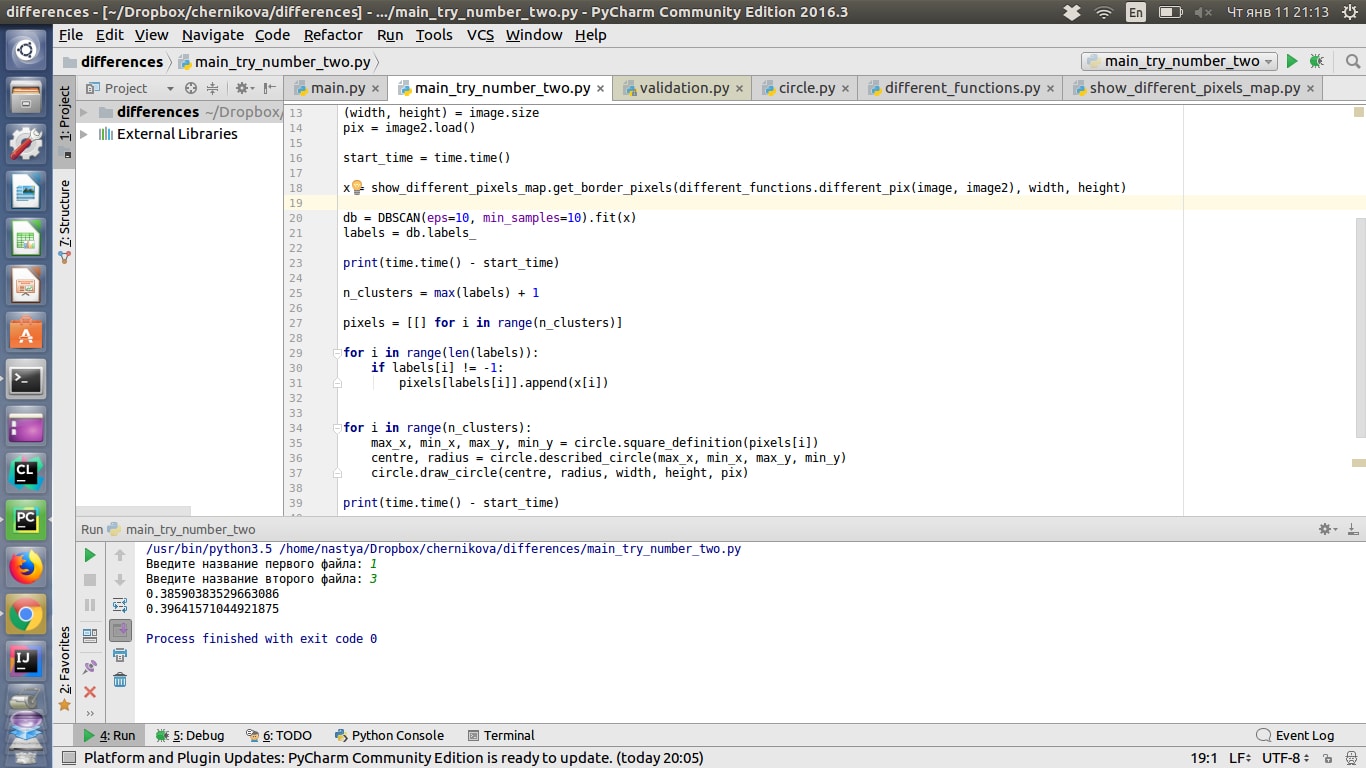 differences - [~/Dropbox/chernikova/differences] - .../main_try_number_two.py - PyCharm Community Edition 2016.3
En
Чт янв 11 21:13
File Edit View Navigate Code Refactor Run Tools VCS Window Help
differences main_try_number_two.py
main_try_number_two
Project
main.py main_try_number_two.py validation.py circle.py different_functions.py show_different_pixels_map.py
1: Project
7: Structure
2: Favorites
differences ~/Dropbox/
External Libraries
13 (width, height) = image.size
14 pix = image2.load()
15
16 start_time = time.time()
17
18 x = show_different_pixels_map.get_border_pixels(different_functions.different_pix(image, image2), width, height)
19
20 db = DBSCAN(eps=10, min_samples=10).fit(x)
21 labels = db.labels_
22
23 print(time.time() - start_time)
24
25 n_clusters = max(labels) + 1
26
27 pixels = [[] for i in range(n_clusters)]
28
29 for i in range(len(labels)):
30 if labels[i] != -1:
31 pixels[labels[i]].append(x[i])
32
33
34 for i in range(n_clusters):
35 max_x, min_x, max_y, min_y = circle.square_definition(pixels[i])
36 centre, radius = circle.described_circle(max_x, min_x, max_y, min_y)
37 circle.draw_circle(centre, radius, width, height, pix)
38
39 print(time.time() - start_time)
Run main_try_number_two
/usr/bin/python3.5 /home/nastya/Dropbox/chernikova/differences/main_try_number_two.py
Введите название первого файла: 1
Введите название второго файла: 3
0.38590383529663086
0.39641571044921875
Process finished with exit code 0
CL
PC
IJ
4: Run 5: Debug 6: TODO Python Console Terminal Event Log
Platform and Plugin Updates: PyCharm Community Edition is ready to update. (today 20:05) 19:1 LF UTF-8